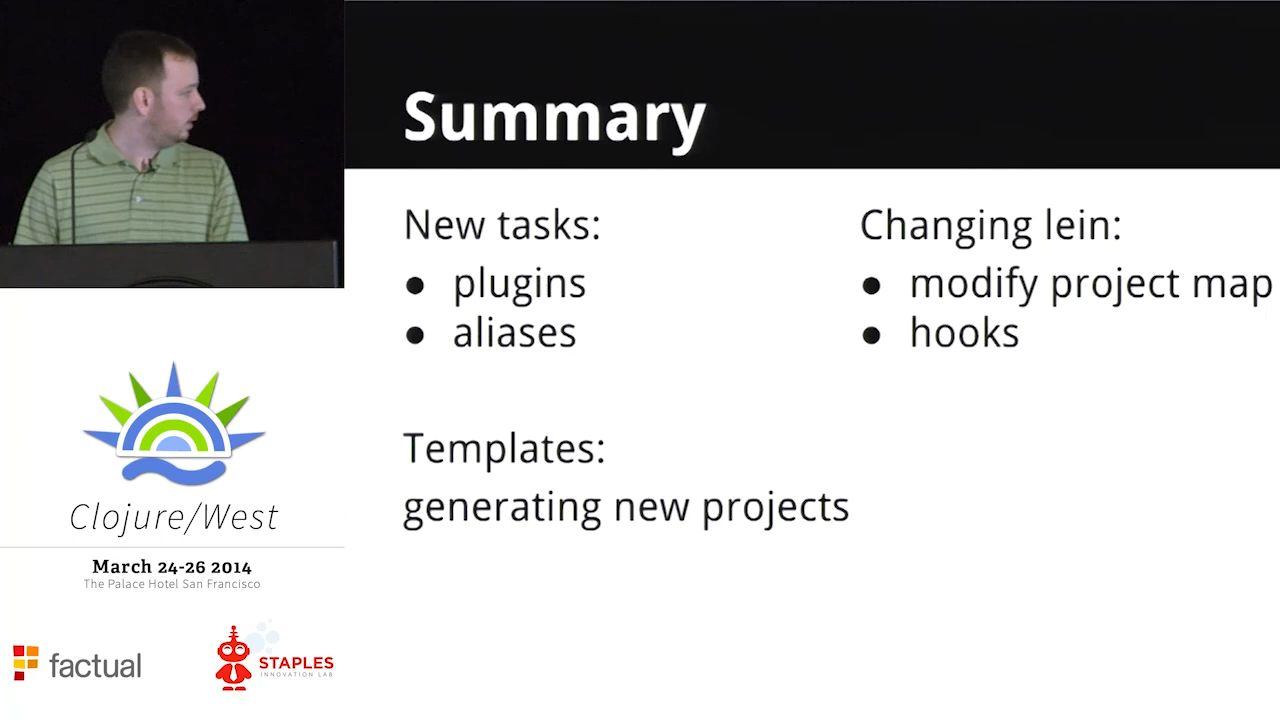 Summary
New tasks:
● plugins
● aliases
Changing lein:
● modify project map
● hooks
Templates:
generating new projects
Clojure/West
March 24-26 2014
The Palace Hotel San Francisco
factual
STAPLES
INNOVATION LAB